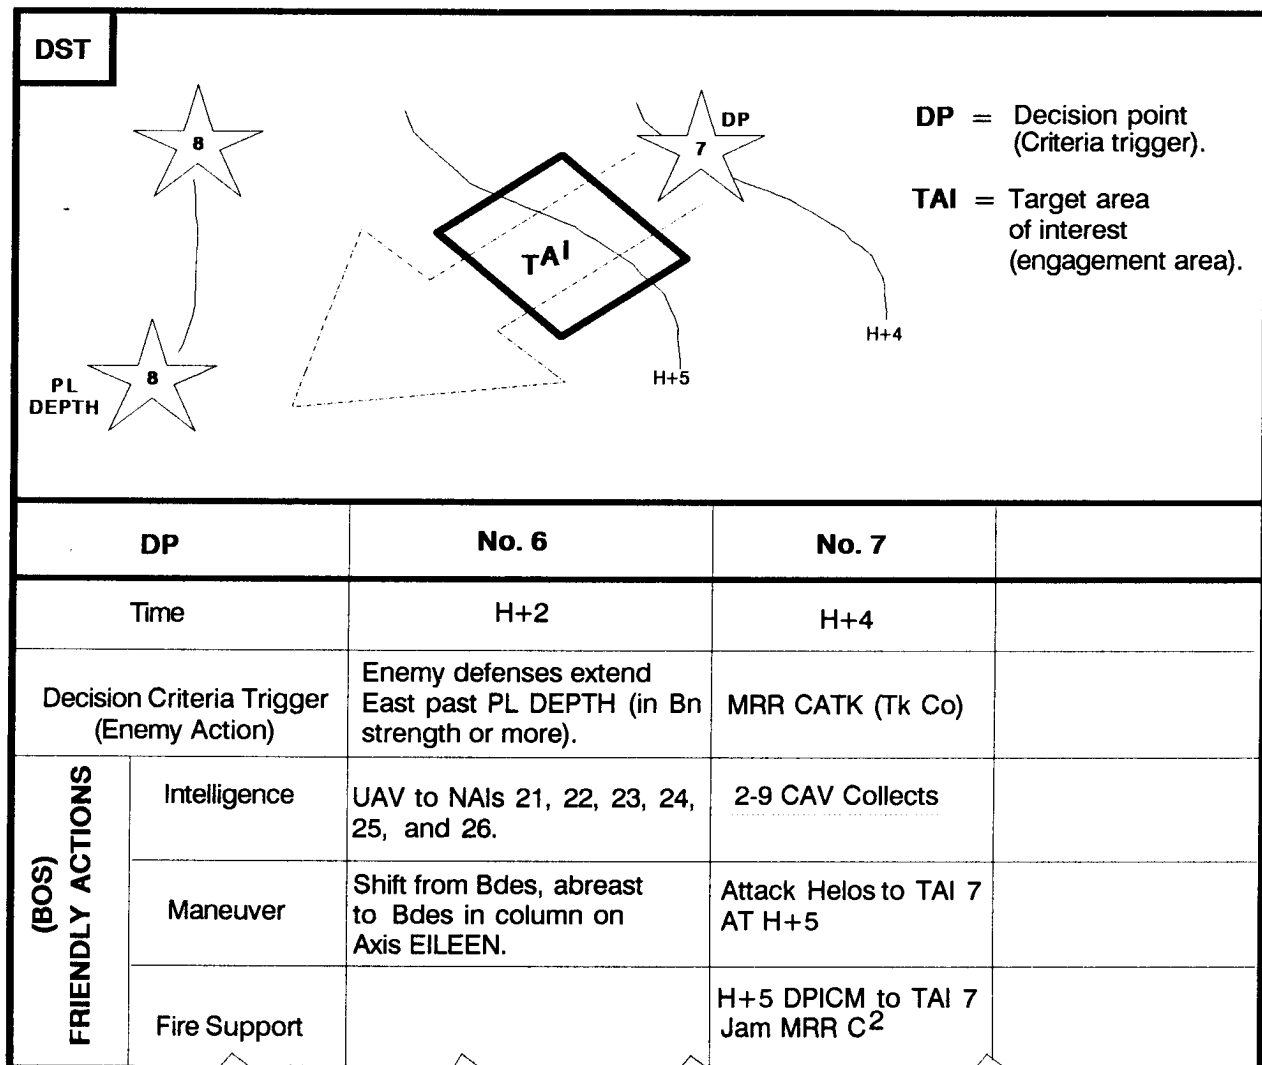 DST
8
DP
7
DP = Decision point
(Criteria trigger).
TAI = Target area
of interest
(engagement area).
TAI
H+4
H+5
8
PL
DEPTH
DP No. 6 No. 7
Time H+2 H+4
Decision Criteria Trigger
(Enemy Action)
Enemy defenses extend
East past PL DEPTH (in Bn
strength or more).
MRR CATK (Tk Co)
(BOS)
FRIENDLY ACTIONS
Intelligence
UAV to NAIs 21, 22, 23, 24,
25, and 26.
2-9 CAV Collects
Maneuver
Shift from Bdes, abreast
to Bdes in column on
Axis EILEEN.
Attack Helos to TAI 7
AT H+5
Fire Support
H+5 DPICM to TAI 7
Jam MRR C²